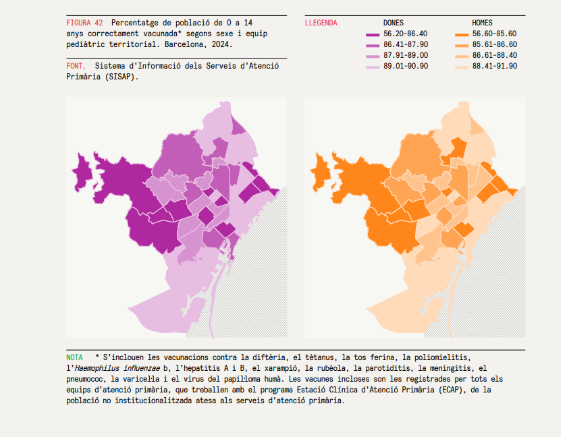 FIGURA 42 Percentatge de població de 0 a 14
anys correctament vacunada* segons sexe i equip
pediàtric territorial. Barcelona, 2024.
FONT. Sistema d'Informació dels Serveis d'Atenció
Primària (SISAP).
LLEGENDA
DONES
56.20-86.40
86.41-87.90
87.91-89.00
89.01-90.90
HOMES
56.60-85.60
85.61-86.60
86.61-88.40
88.41-91.90
NOTA * S'inclouen les vacunacions contra la diftèria, el tètanus, la tos ferina, la poliomielitis,
l'Haemophilus influenzae b, l'hepatitis A i B, el xarampió, la rubèola, la parotiditis, la meningitis, el
pneumococ, la varicel·la i el virus del papil·loma humà. Les vacunes incloses son les registrades per tots els
equips d'atenció primària, que treballen amb el programa Estació Clínica d'Atenció Primària (ECAP), de
la població no institucionalitzada atesa als serveis d'atenció primària.